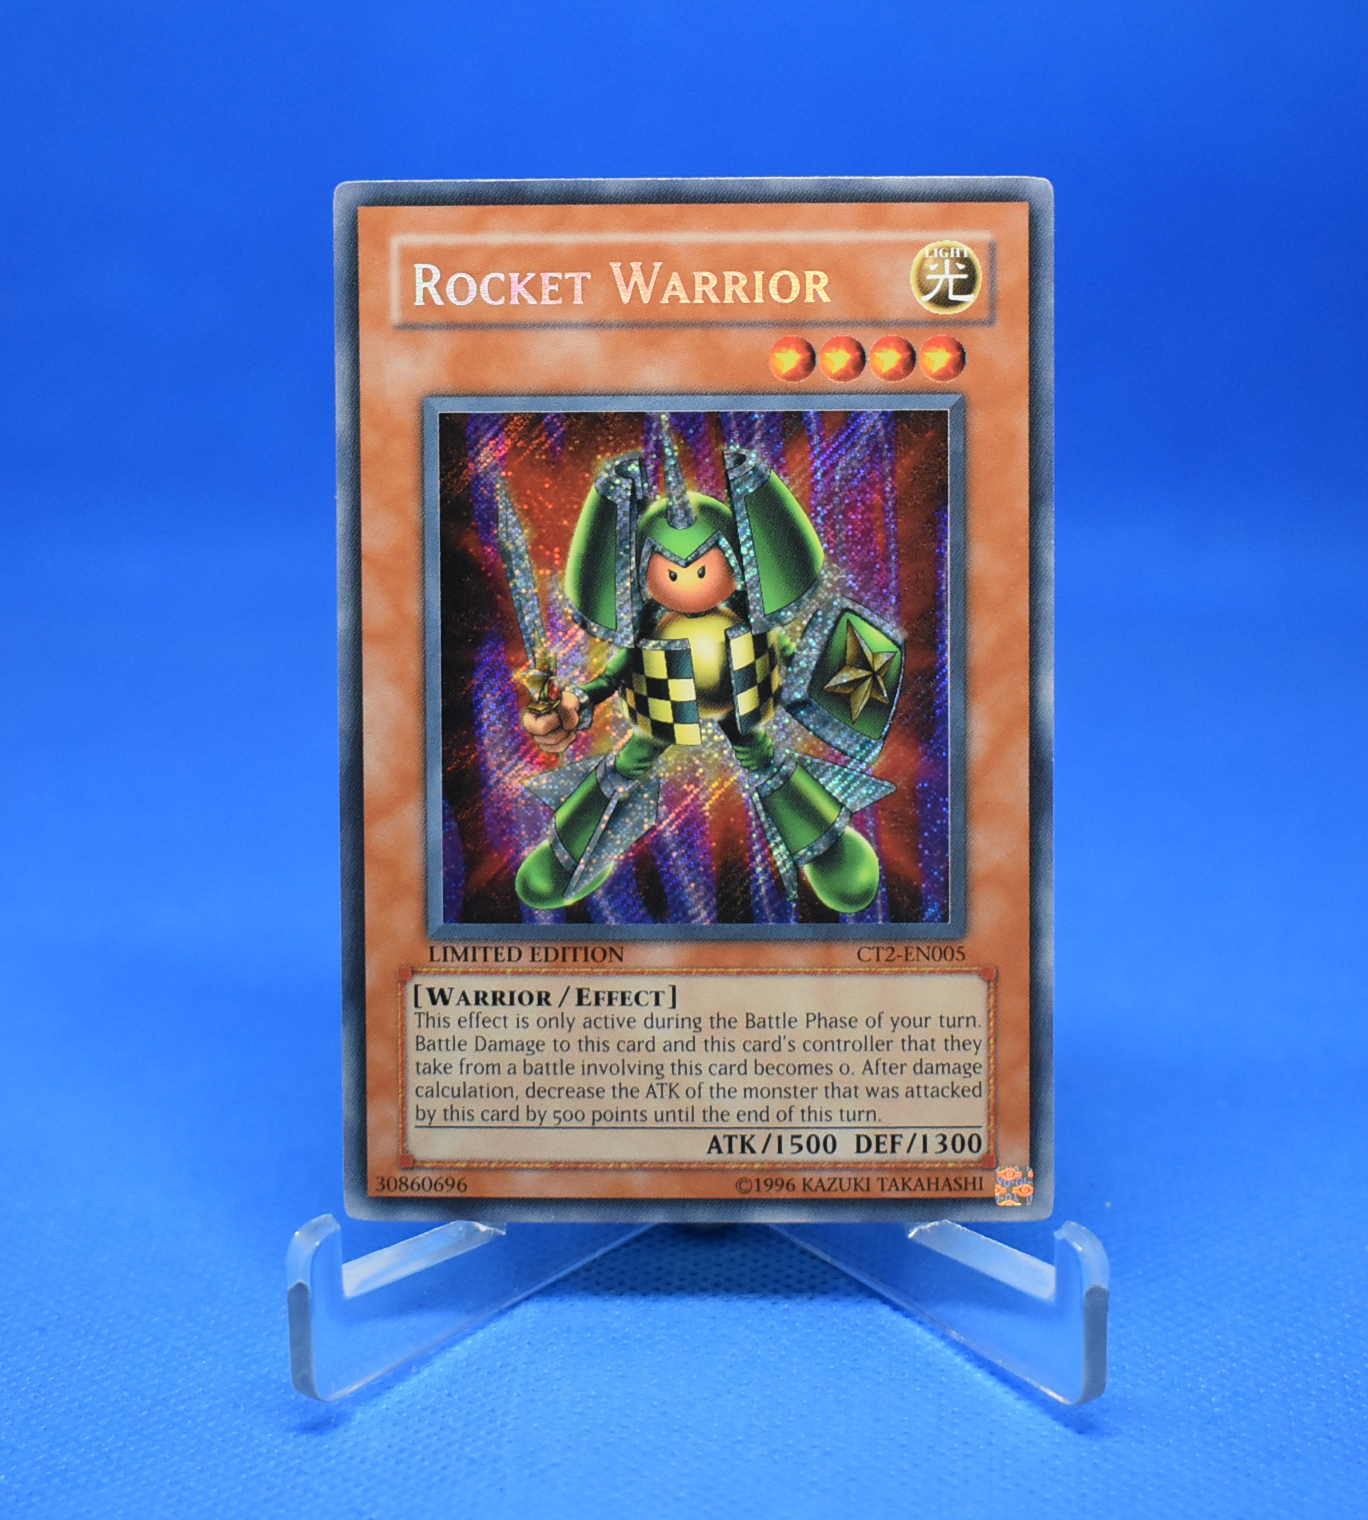 ROCKET WARRIOR
LIGHT
光
LIMITED EDITION CT2-EN005
[WARRIOR / EFFECT]
This effect is only active during the Battle Phase of your turn.
Battle Damage to this card and this card's controller that they
take from a battle involving this card becomes 0. After damage
calculation, decrease the ATK of the monster that was attacked
by this card by 500 points until the end of this turn.
ATK/1500 DEF/1300
30860696 ©1996 KAZUKI TAKAHASHI